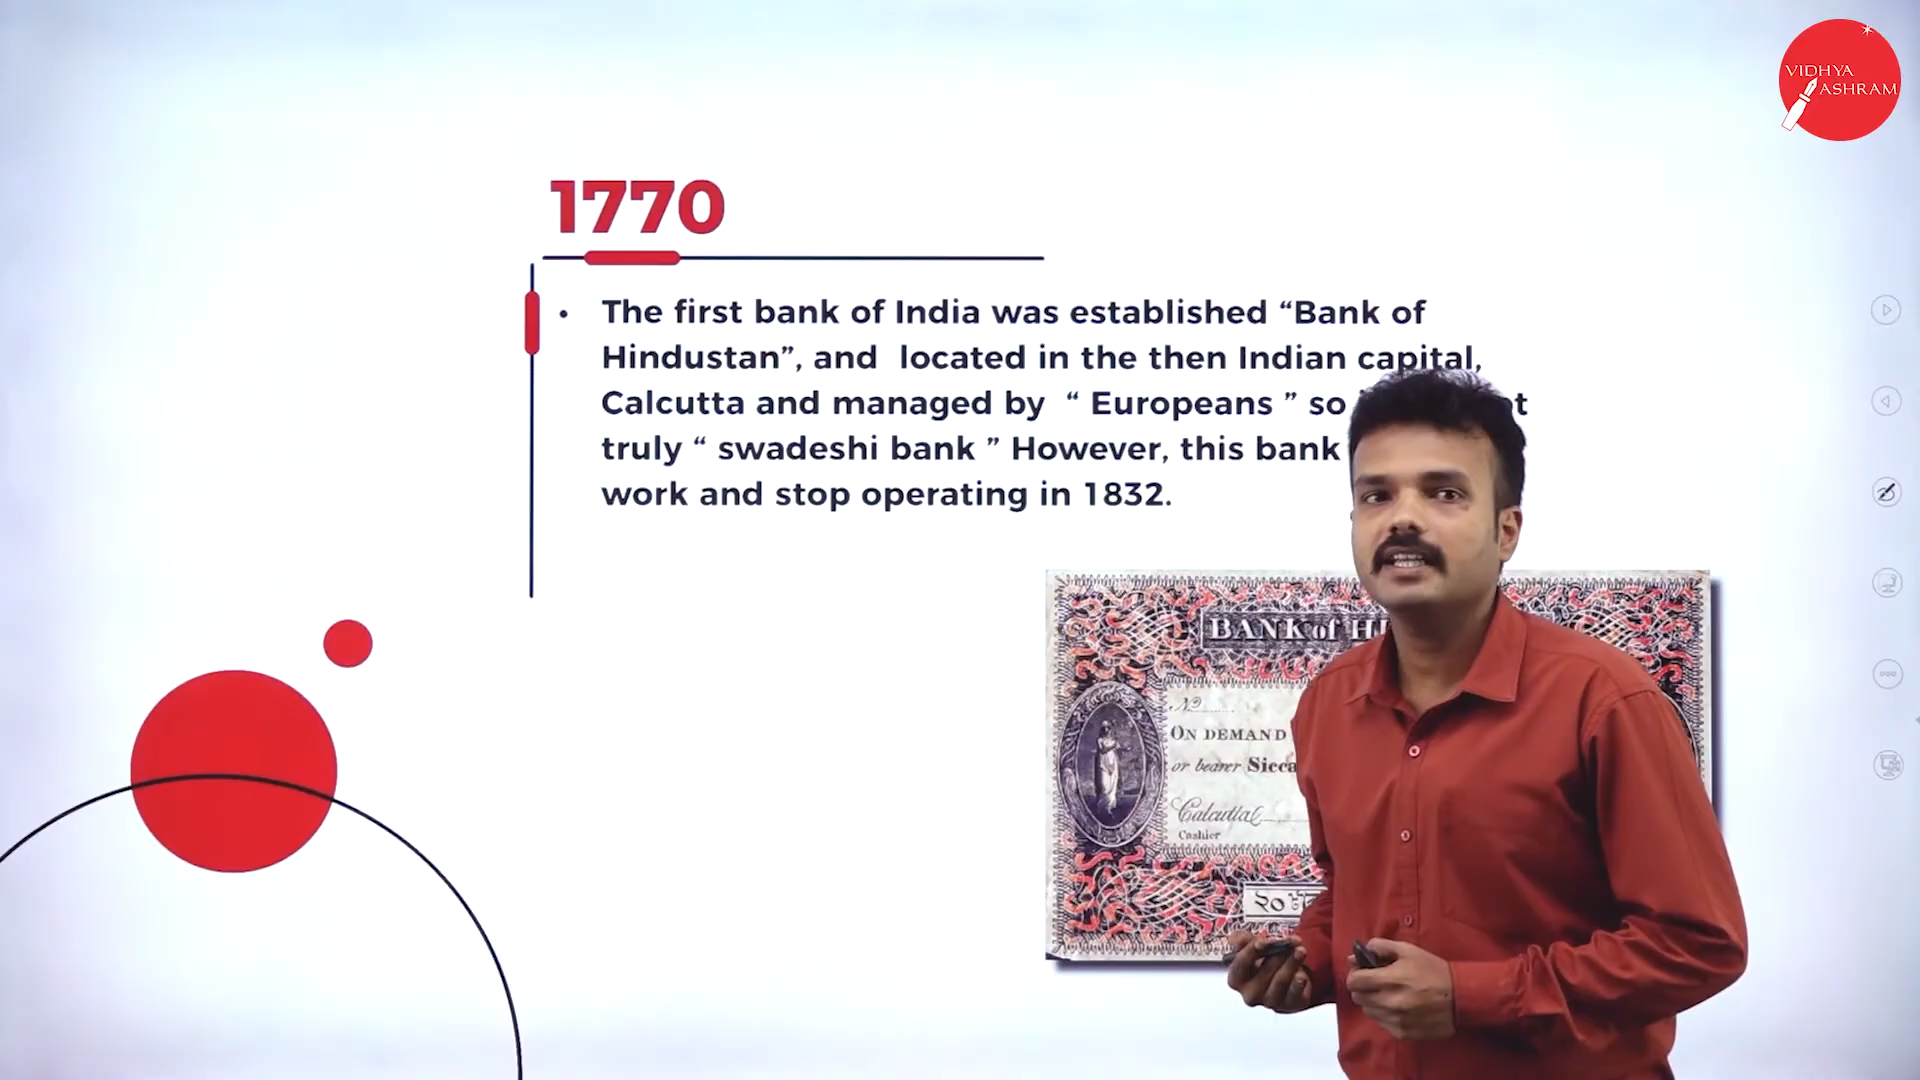 VIDHYA
ASHRAM
1770
• The first bank of India was established “Bank of
Hindustan”, and located in the then Indian capital,
Calcutta and managed by “ Europeans ” so
truly “ swadeshi bank ” However, this bank
work and stop operating in 1832.
BANK of
No
ON DEMAND
or bearer Sicca
Calcutta
Cashier
২০